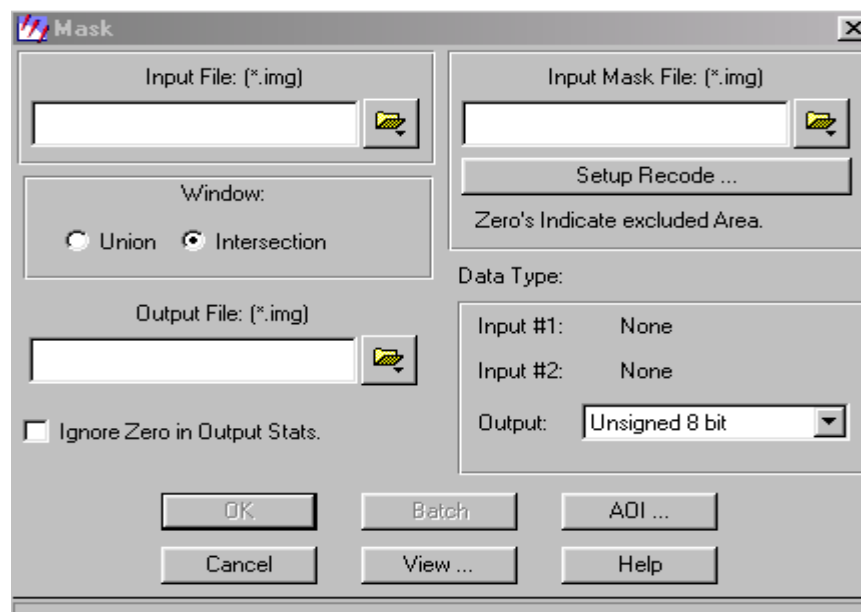 Mask
Input File: (*.img)
Input Mask File: (*.img)
Setup Recode ...
Zero's Indicate excluded Area.
Window:
Union
Intersection
Data Type:
Output File: (*.img)
Input #1: None
Input #2: None
Output: Unsigned 8 bit
Ignore Zero in Output Stats.
OK
Batch
AOI ...
Cancel
View ...
Help